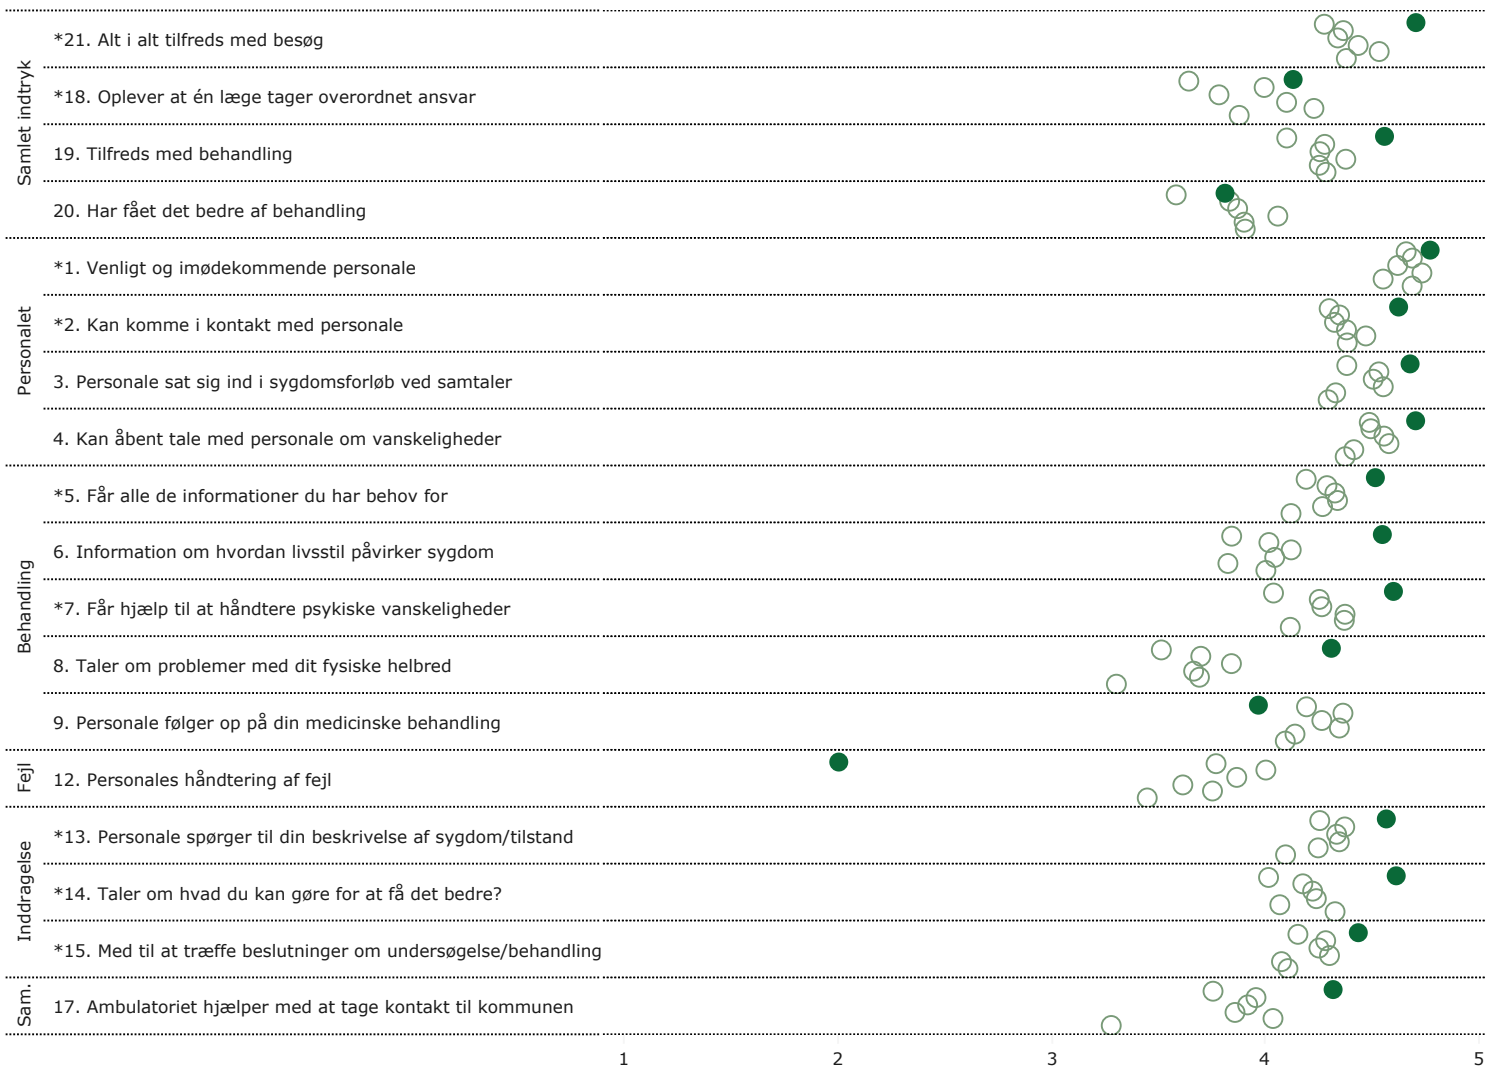 Samlet indtryk
*21. Alt i alt tilfreds med besøg
*18. Oplever at én læge tager overordnet ansvar
19. Tilfreds med behandling
20. Har fået det bedre af behandling
Personalet
*1. Venligt og imødekommende personale
*2. Kan komme i kontakt med personale
3. Personale sat sig ind i sygdomsforløb ved samtaler
4. Kan åbent tale med personale om vanskeligheder
Behandling
*5. Får alle de informationer du har behov for
6. Information om hvordan livsstil påvirker sygdom
*7. Får hjælp til at håndtere psykiske vanskeligheder
8. Taler om problemer med dit fysiske helbred
9. Personale følger op på din medicinske behandling
Fejl
12. Personales håndtering af fejl
Inddragelse
*13. Personale spørger til din beskrivelse af sygdom/tilstand
*14. Taler om hvad du kan gøre for at få det bedre?
*15. Med til at træffe beslutninger om undersøgelse/behandling
Sam.
17. Ambulatoriet hjælper med at tage kontakt til kommunen
1 2 3 4 5